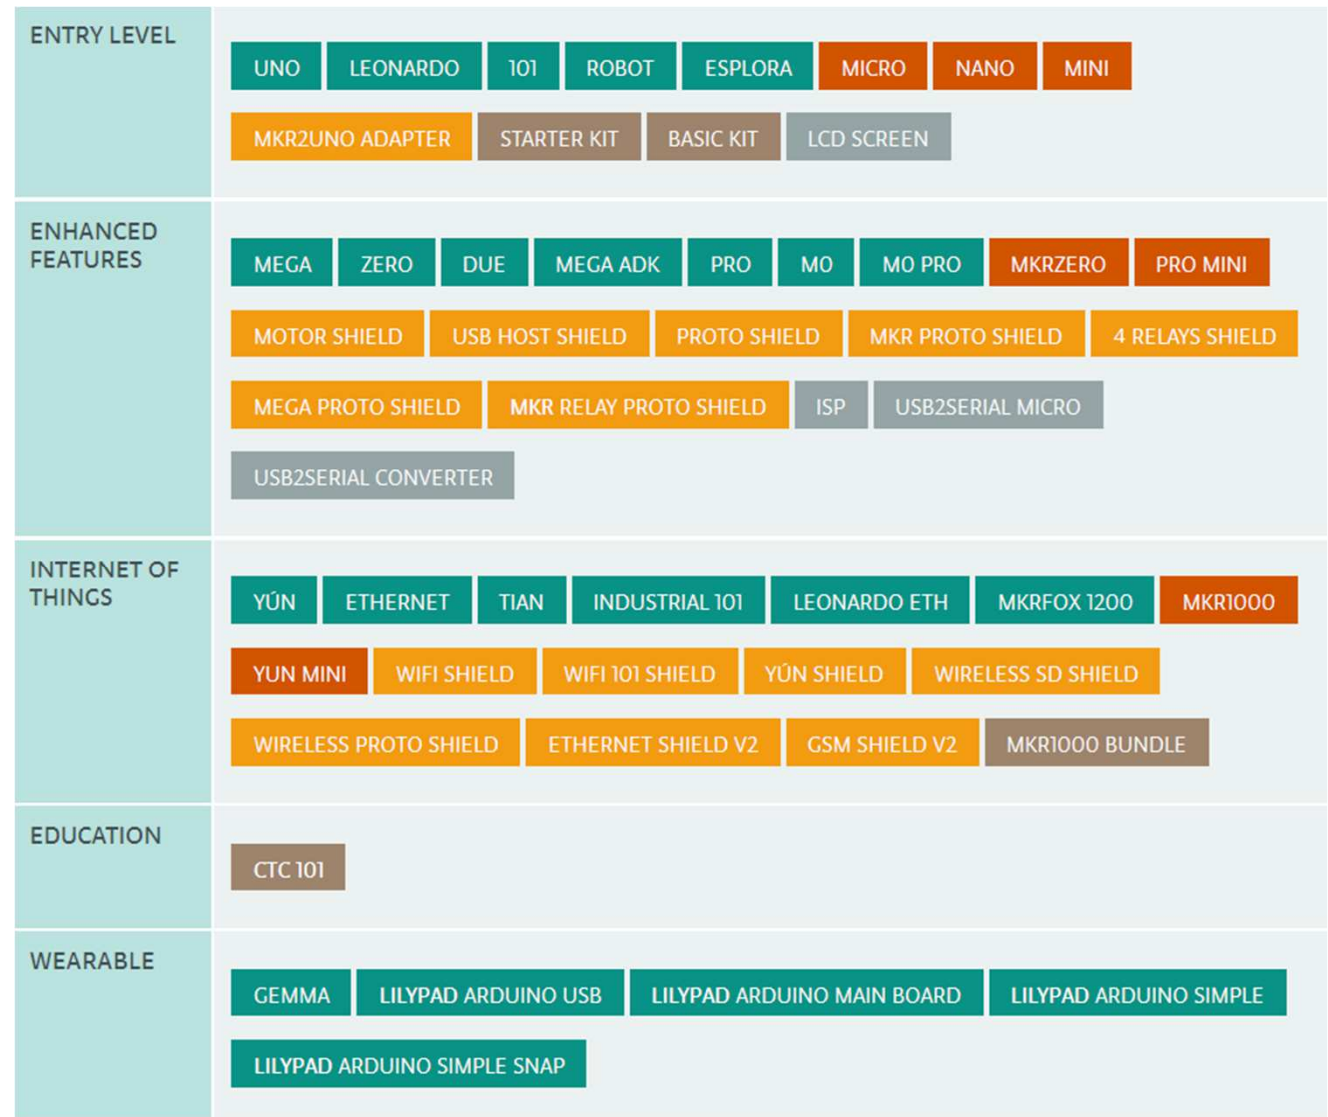 ENTRY LEVEL
UNO LEONARDO 101 ROBOT ESPLORA MICRO NANO MINI
MKR2UNO ADAPTER STARTER KIT BASIC KIT LCD SCREEN
ENHANCED
FEATURES
MEGA ZERO DUE MEGA ADK PRO M0 M0 PRO MKRZERO PRO MINI
MOTOR SHIELD USB HOST SHIELD PROTO SHIELD MKR PROTO SHIELD 4 RELAYS SHIELD
MEGA PROTO SHIELD MKR RELAY PROTO SHIELD ISP USB2SERIAL MICRO
USB2SERIAL CONVERTER
INTERNET OF
THINGS
YÚN ETHERNET TIAN INDUSTRIAL 101 LEONARDO ETH MKRFOX 1200 MKR1000
YUN MINI WIFI SHIELD WIFI 101 SHIELD YÚN SHIELD WIRELESS SD SHIELD
WIRELESS PROTO SHIELD ETHERNET SHIELD V2 GSM SHIELD V2 MKR1000 BUNDLE
EDUCATION
CTC 101
WEARABLE
GEMMA LILYPAD ARDUINO USB LILYPAD ARDUINO MAIN BOARD LILYPAD ARDUINO SIMPLE
LILYPAD ARDUINO SIMPLE SNAP